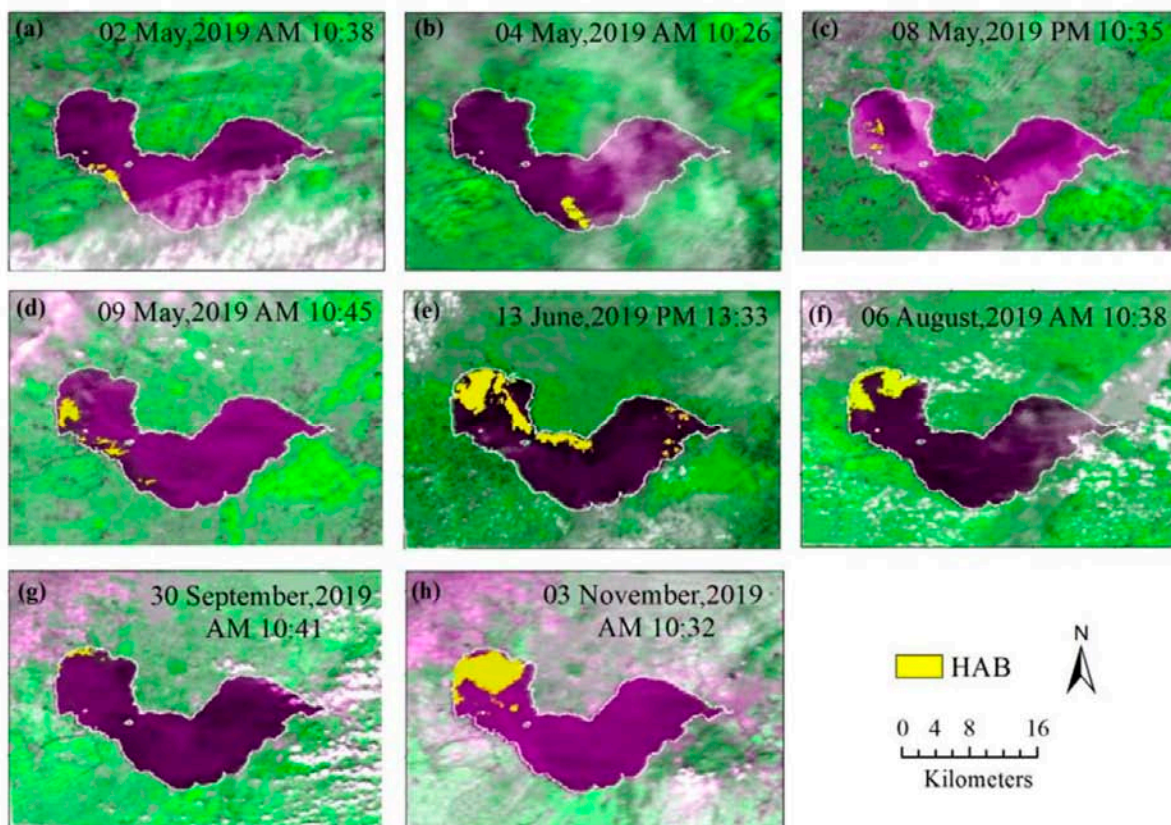 (a) 02 May,2019 AM 10:38
(b) 04 May,2019 AM 10:26
(c) 08 May,2019 PM 10:35
(d) 09 May,2019 AM 10:45
(e) 13 June,2019 PM 13:33
(f) 06 August,2019 AM 10:38
(g) 30 September,2019
AM 10:41
(h) 03 November,2019
AM 10:32
HAB
N
0 4 8 16
Kilometers